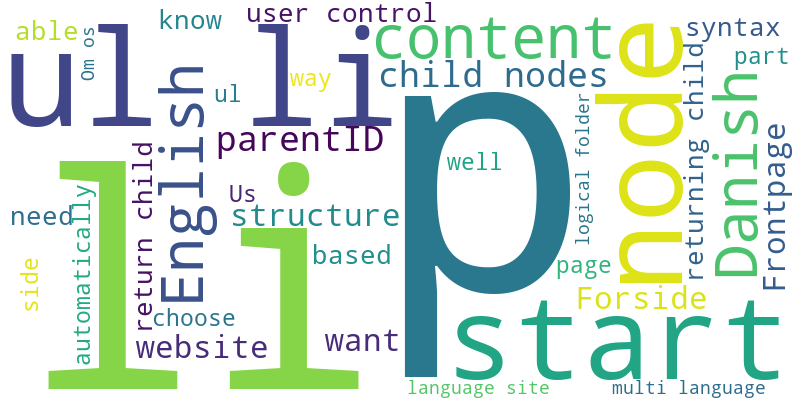 able
Om os
know
user control
content
syntax
part
ul li
way
ul
child nodes
node
English
parentID
well
logical folder
returning child
Danish
Frontpage
return child
Us
need
automatically
structure
based
p
page
li
side
choose
Forside
website
want
start
language site
multi language